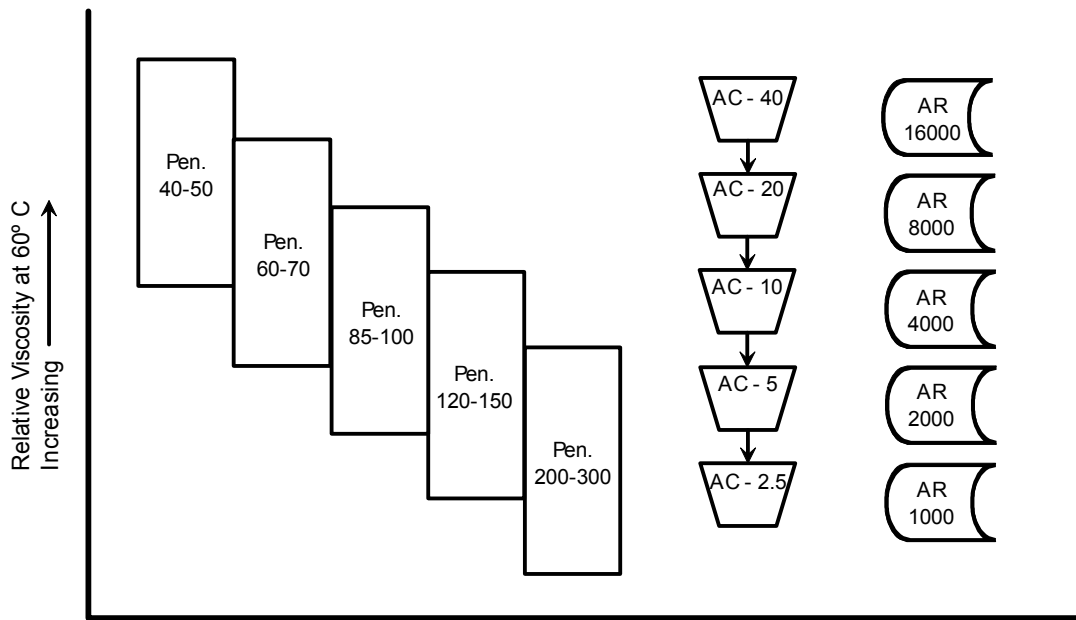 Relative Viscosity at 60º C
Increasing
Pen.
40-50
Pen.
60-70
Pen.
85-100
Pen.
120-150
Pen.
200-300
AC - 40
AC - 20
AC - 10
AC - 5
AC - 2.5
AR
16000
AR
8000
AR
4000
AR
2000
AR
1000